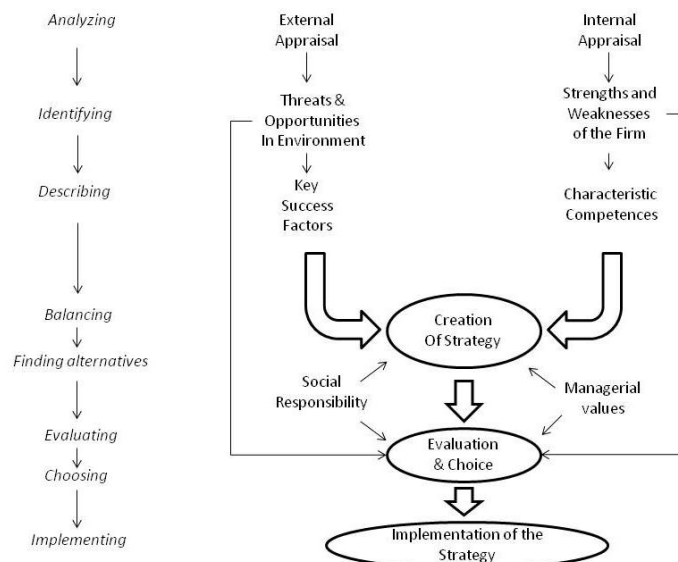 Analyzing
Identifying
Describing
Balancing
Finding alternatives
Evaluating
Choosing
Implementing
External
Appraisal
Threats &
Opportunities
In Environment
Key
Success
Factors
Internal
Appraisal
Strengths and
Weaknesses
of the Firm
Characteristic
Competences
Creation
Of Strategy
Social
Responsibility
Managerial
values
Evaluation
& Choice
Implementation of the
Strategy